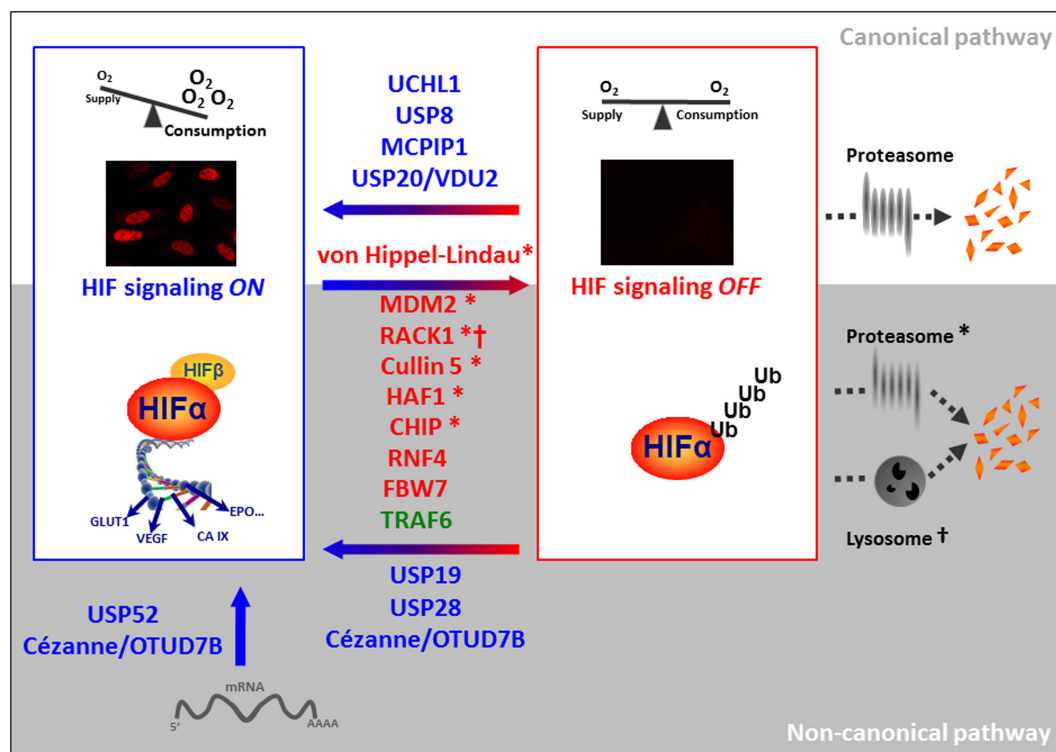 Canonical pathway
O₂
Supply
O₂
O₂ O₂
Consumption
HIF signaling ON
UCHL1
USP8
MCPIP1
USP20/VDU2
von Hippel-Lindau*
O₂
O₂
Supply
Consumption
HIF signaling OFF
Proteasome
HIFβ
HIFα
GLUT1
VEGF
CA IX
EPO...
MDM2 *
RACK1 *†
Cullin 5 *
HAF1 *
CHIP *
RNF4
FBW7
TRAF6
Ub
Ub
Ub
Ub
HIFα
Proteasome *
Lysosome †
USP19
USP28
Cézanne/OTUD7B
USP52
Cézanne/OTUD7B
mRNA
5'
AAAA
Non-canonical pathway